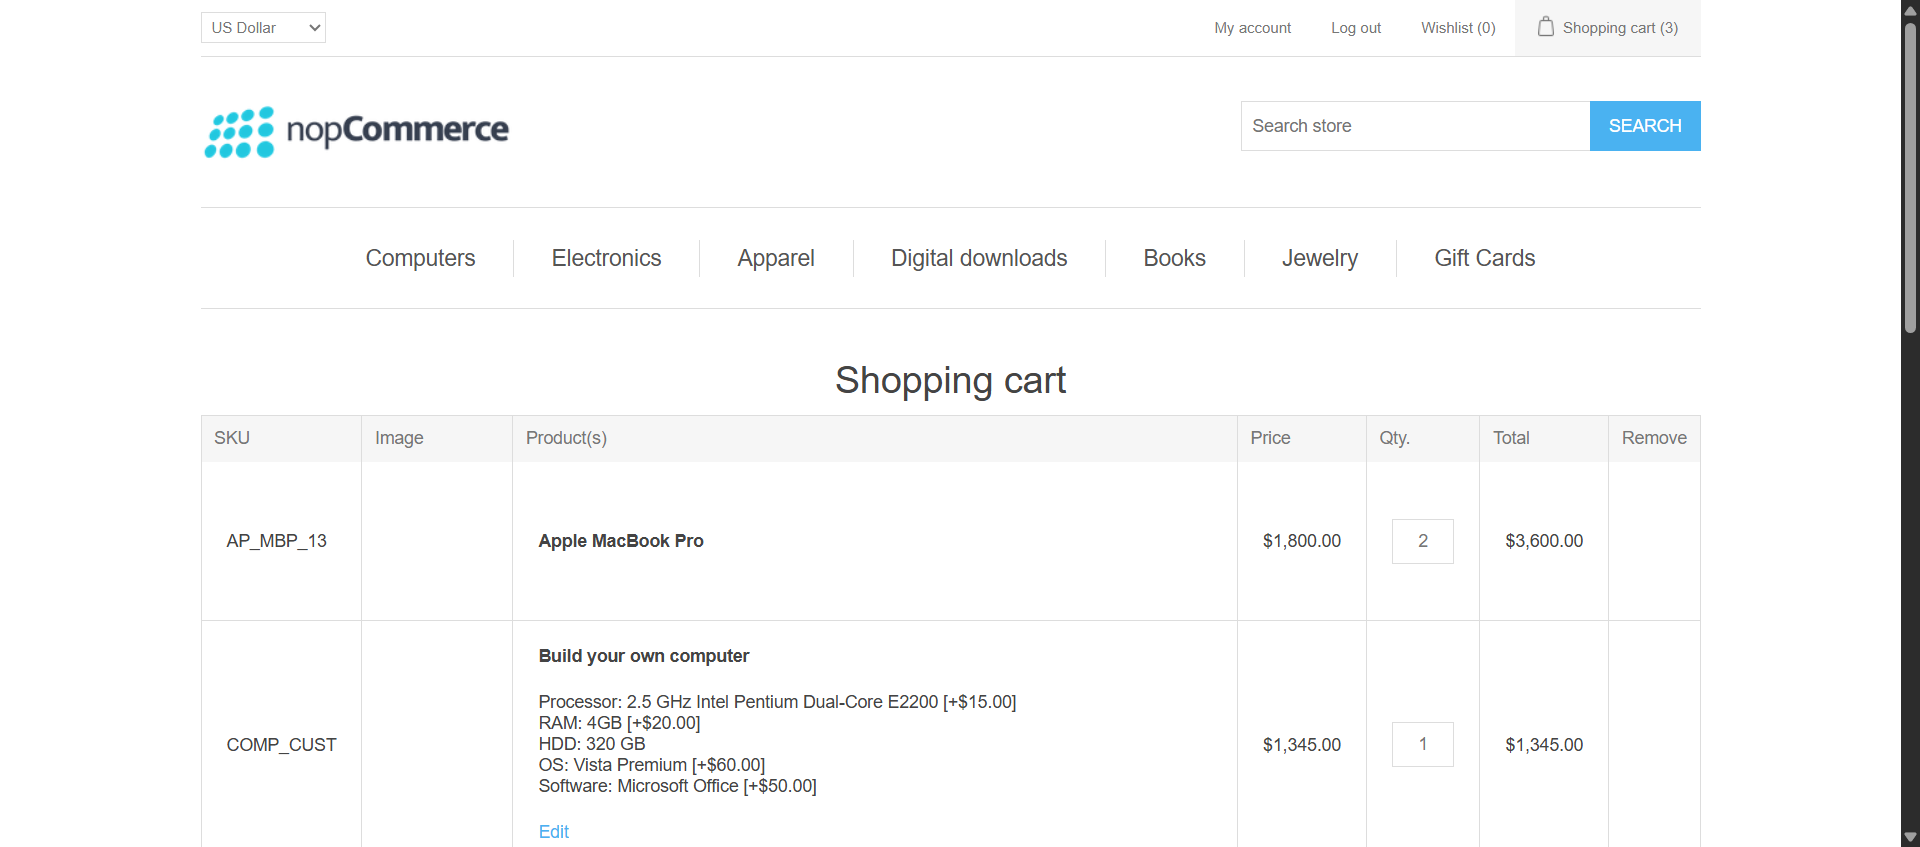 US Dollar
My account
Log out
Wishlist (0)
Shopping cart (3)
nopCommerce
Search store
SEARCH
Computers
Electronics
Apparel
Digital downloads
Books
Jewelry
Gift Cards
Shopping cart
SKU Image Product(s) Price Qty. Total Remove
AP_MBP_13 Apple MacBook Pro $1,800.00 2 $3,600.00
Build your own computer
Processor: 2.5 GHz Intel Pentium Dual-Core E2200 [+$15.00]
RAM: 4GB [+$20.00]
HDD: 320 GB
COMP_CUST $1,345.00 1 $1,345.00
OS: Vista Premium [+$60.00]
Software: Microsoft Office [+$50.00]
Edit